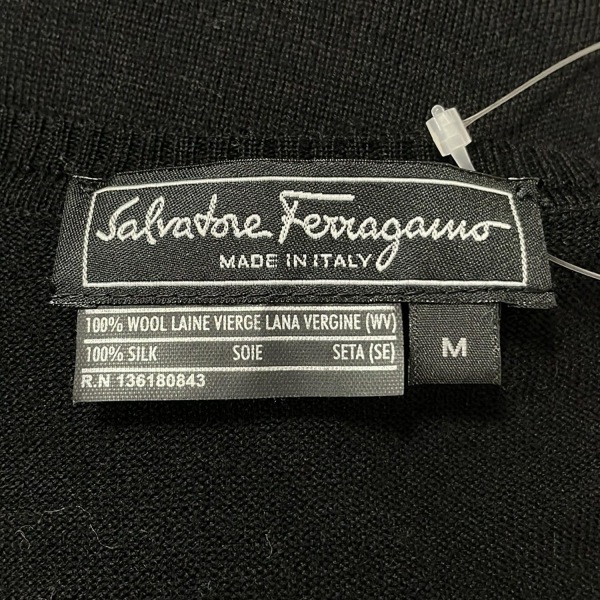 Salvatore Ferragamo
MADE IN ITALY
100% WOOL LAINE VIERGE LANA VERGINE (WV)
100% SILK SOIE SETA (SE)
R.N 136180843
M